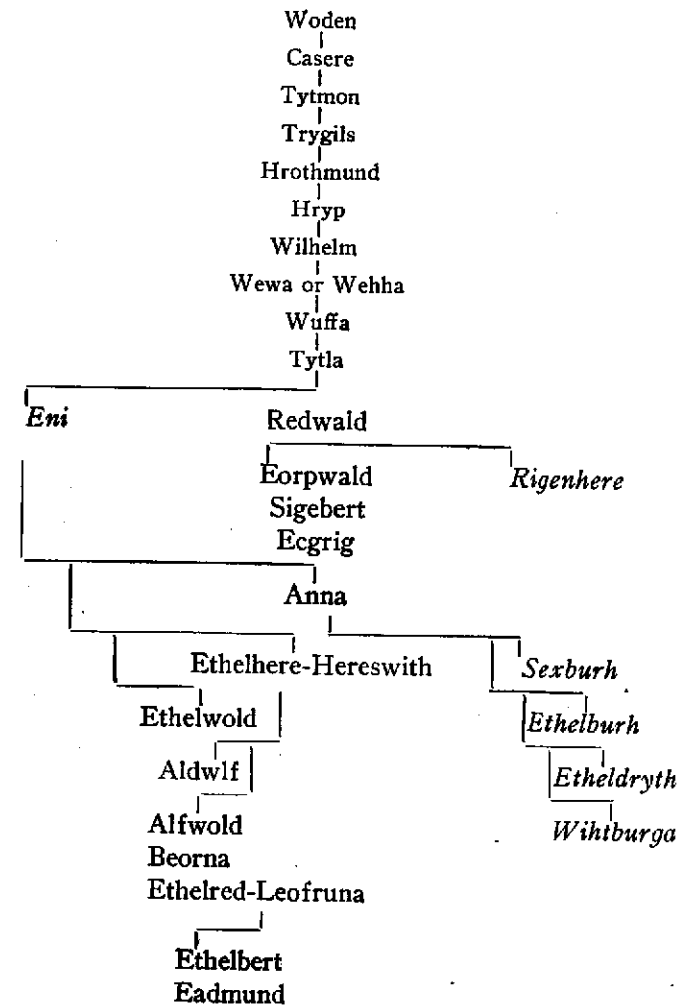 Woden
Casere
Tytmon
Trygils
Hrothmund
Hryp
Wilhelm
Wewa or Wehha
Wuffa
Tytla
Eni Redwald
Eorpwald Rigenhere
Sigebert
Ecgrig
Anna
Ethelhere-Hereswith Sexburh
Ethelwold Ethelburh
Aldwlf Etheldryth
Alfwold Wihtburga
Beorna
Ethelred-Leofruna
Ethelbert
Eadmund